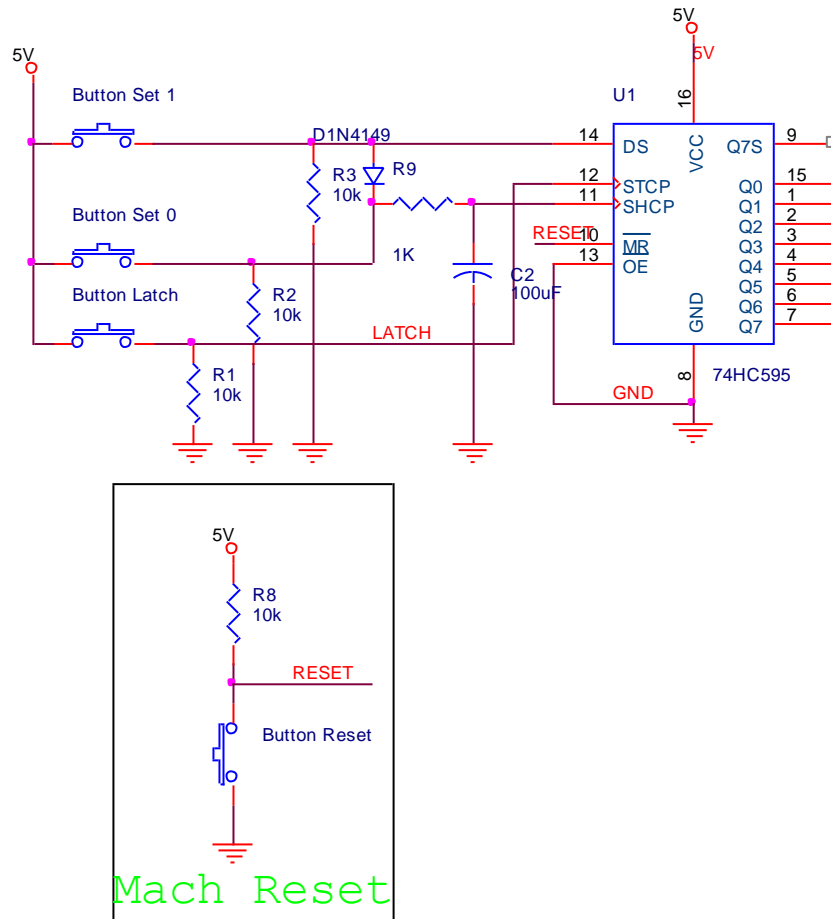 5V
5V
5V
Button Set 1
U1
16
D1N4149
14
DS
VCC
Q7S
9
R9
R3
10k
12
STCP
Q0
15
11
SHCP
Q1
1
Button Set 0
Q2
2
RESET
10
MR
Q3
3
1K
13
OE
Q4
4
C2
100uF
Button Latch
R2
10k
Q5
5
GND
Q6
6
LATCH
Q7
7
R1
10k
8
74HC595
GND
5V
R8
10k
RESET
Button Reset
Mach Reset